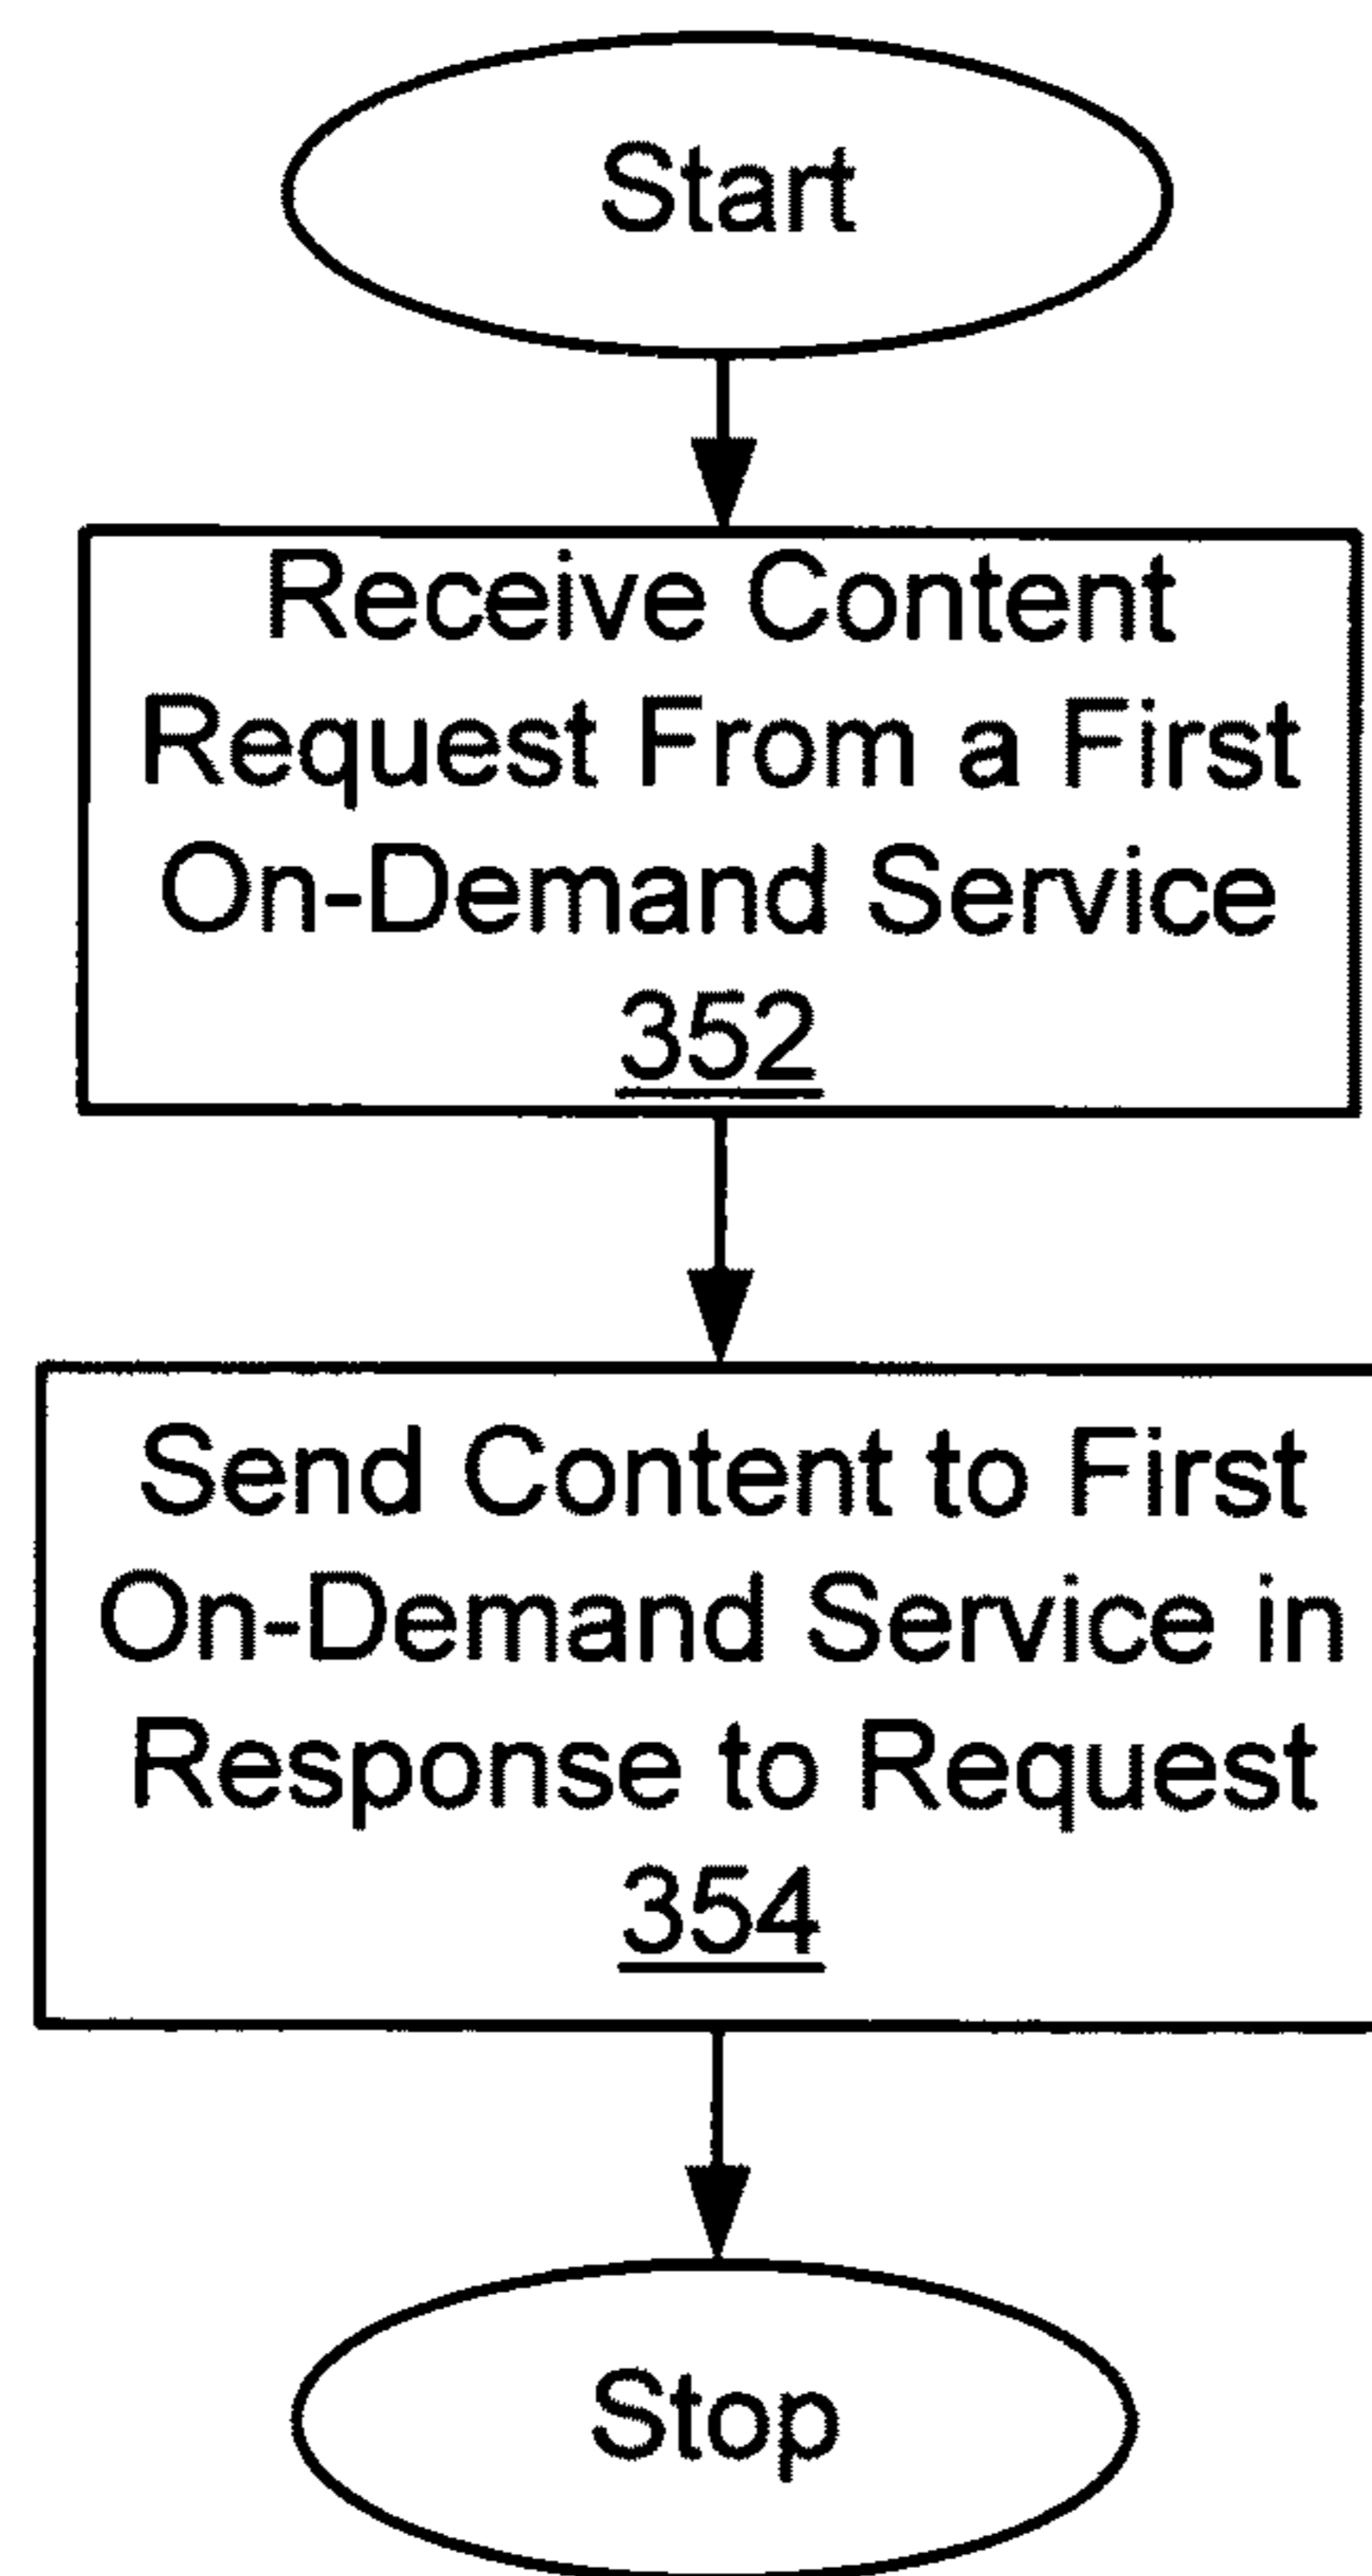 Start
Receive Content
Request From a First
On-Demand Service
352
Send Content to First
On-Demand Service in
Response to Request
354
Stop